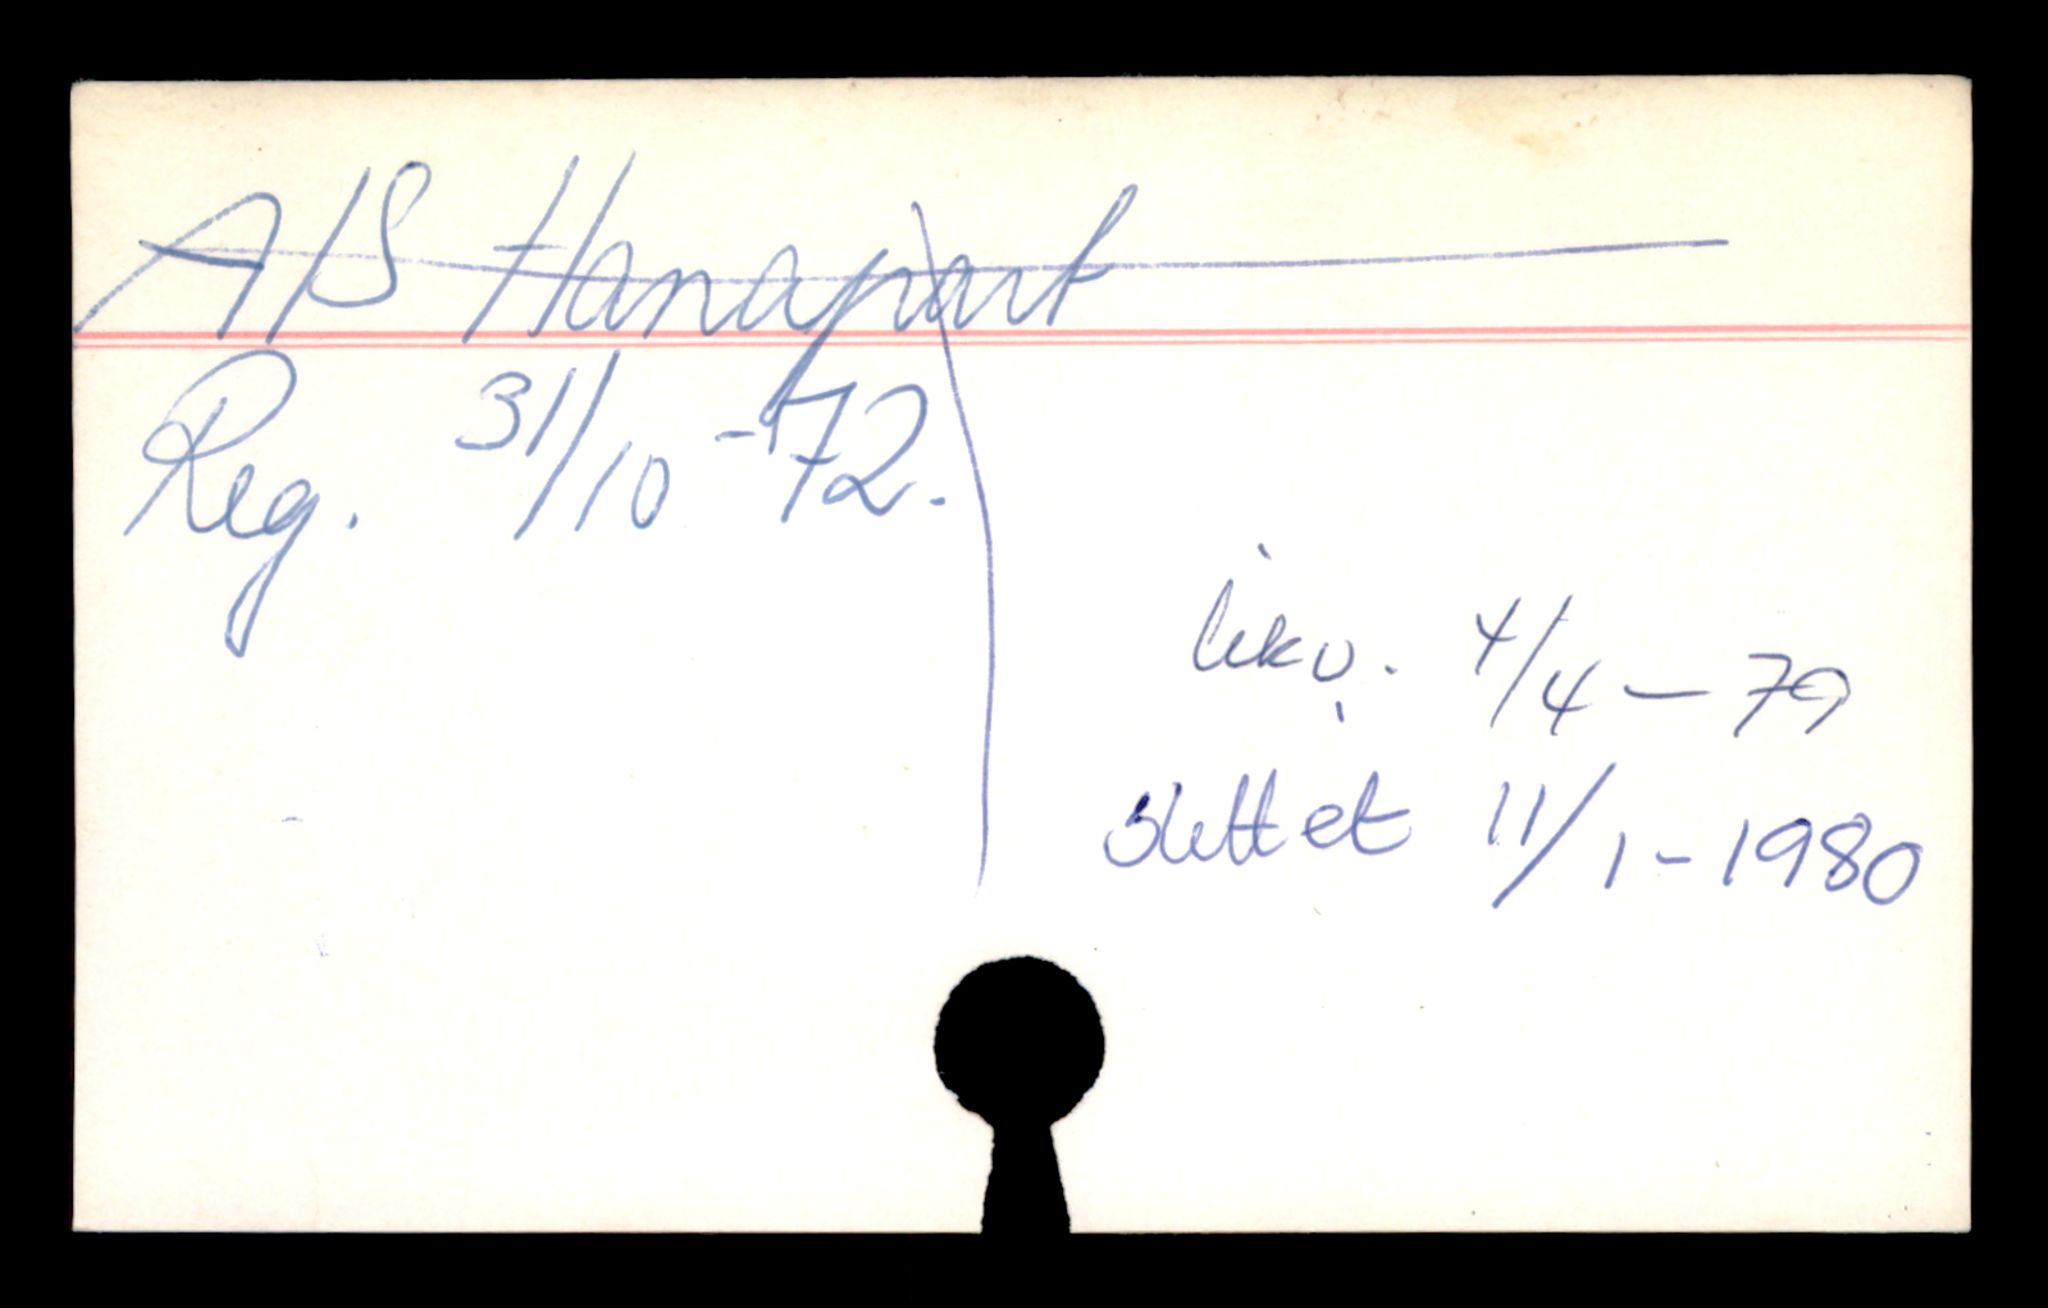 A/S Hanapart
Reg. 31/10 - 72.
likv. 4/4 - 79
slettet 11/1 - 1980